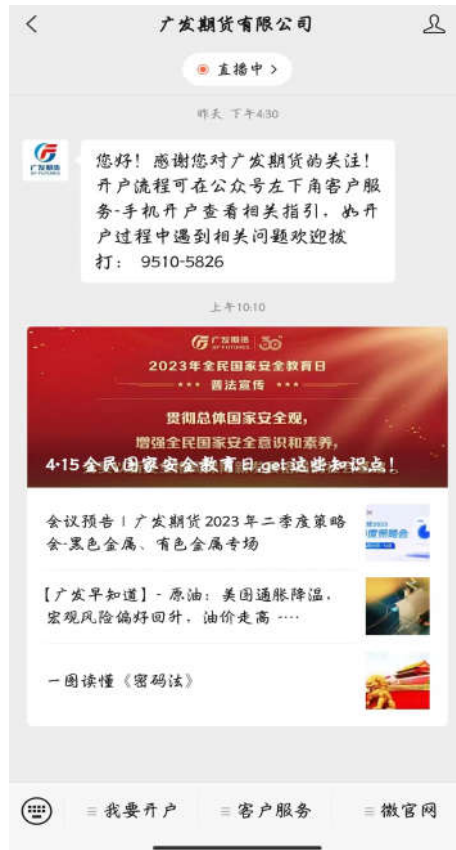 广发期货有限公司
直播中 >
昨天 下午4:30
广发期货
GF FUTURES
您好！感谢您对广发期货的关注！
开户流程可在公众号左下角客户服
务-手机开户查看相关指引，如开
户过程中遇到相关问题欢迎拨
打： 9510-5826
上午10:10
广发期货
GF FUTURES
30
2023年全民国家安全教育日
普法宣传
贯彻总体国家安全观，
增强全民国家安全意识和素养，
4·15全民国家安全教育日,get这些知识点！
会议预告 | 广发期货2023年二季度策略
会-黑色金属、有色金属专场
【广发早知道】- 原油：美国通胀降温，
宏观风险偏好回升，油价走高 ····
一图读懂《密码法》
我要开户
客户服务
微官网